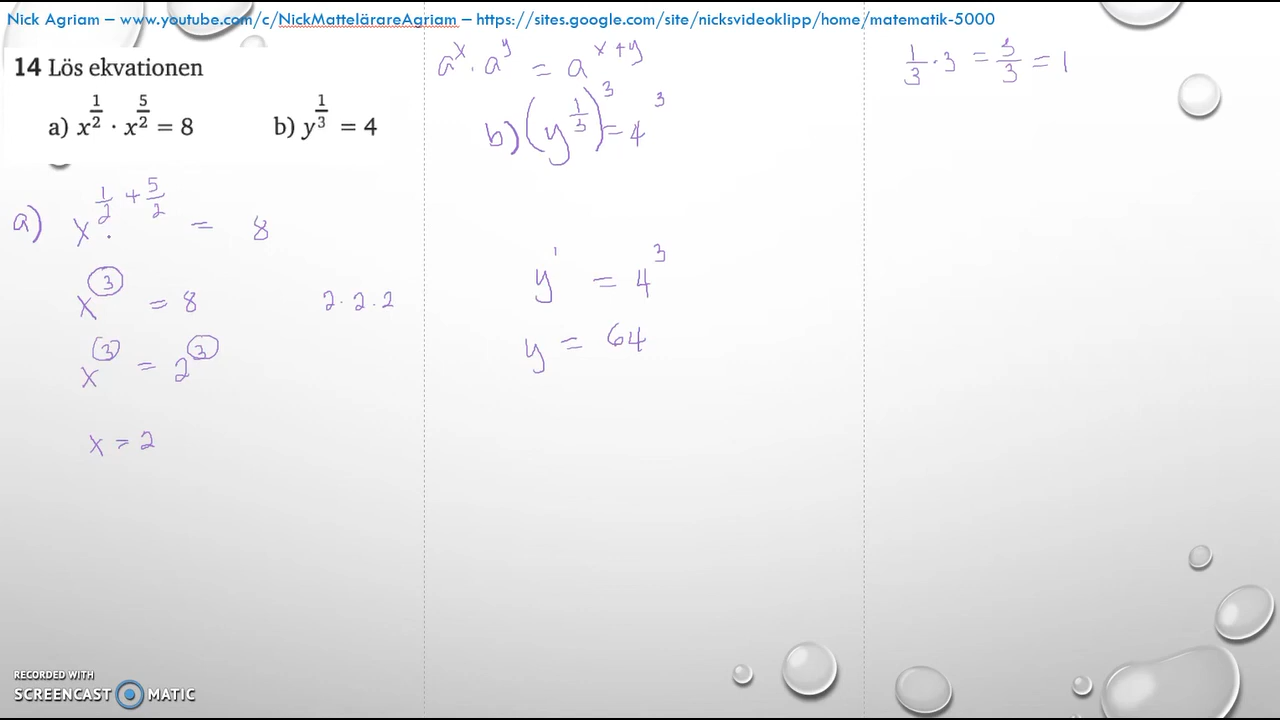 Nick Agriam – www.youtube.com/c/NickMattelärareAgriam – https://sites.google.com/site/nicksvideoklipp/home/matematik-5000
14 Lös ekvationen
a) x^(1/2) · x^(5/2) = 8 b) y^(1/3) = 4
a) x^(1/2 + 5/2) = 8
x^3 = 8 2 · 2 · 2
x^3 = 2^3
x = 2
a^x · a^y = a^(x+y)
b) (y^(1/3))^3 = 4^3
y^1 = 4^3
y = 64
1/3 · 3 = 3/3 = 1
RECORDED WITH
SCREENCAST MATIC